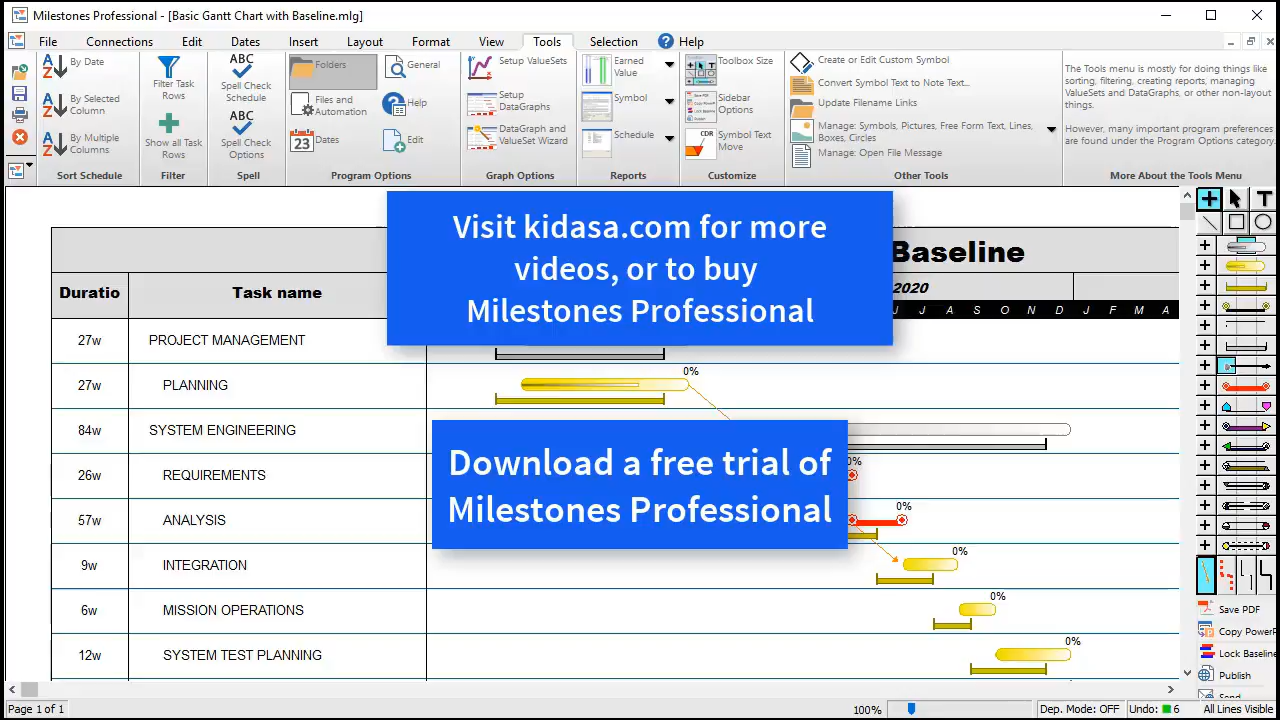 Milestones Professional - [Basic Gantt Chart with Baseline.mlg]
File Connections Edit Dates Insert Layout Format View Tools Selection Help
By Date
By Selected
Column
By Multiple
Columns
Sort Schedule
Filter Task
Rows
Show all Task
Rows
Filter
ABC
Spell Check
Schedule
ABC
Spell Check
Options
Spell
Folders
Files and
Automation
23
Dates
General
Help
Edit
Program Options
Setup ValueSets
Setup
DataGraphs
DataGraph and
ValueSet Wizard
Graph Options
Earned
Value
Symbol
Schedule
Reports
Toolbox Size
Sidebar
Options
CDR
Symbol Text
Move
Customize
Create or Edit Custom Symbol
Convert Symbol Text to Note Text...
Update Filename Links
Manage: Symbols, Pictures, Free Form Text, Lines
Boxes, Circles
Manage: Open File Message
Other Tools
The Tools menu is mostly for doing things like
sorting, filtering, creating reports, managing
ValueSets and DataGraphs, or other non-layout
things.
However, many important program preferences
are found under the Program Options category.
More About the Tools Menu
Visit kidasa.com for more
videos, or to buy
Milestones Professional
Baseline
2020
Duratio Task name
J J A S O N D J F M A
27w PROJECT MANAGEMENT
27w PLANNING 0%
84w SYSTEM ENGINEERING
Download a free trial of
Milestones Professional
26w REQUIREMENTS 0%
57w ANALYSIS 0%
9w INTEGRATION 0%
6w MISSION OPERATIONS 0%
12w SYSTEM TEST PLANNING 0%
Save PDF
Copy PowerP
Lock Baseline
Publish
Page 1 of 1 100% Dep. Mode: OFF Undo: 6 All Lines Visible